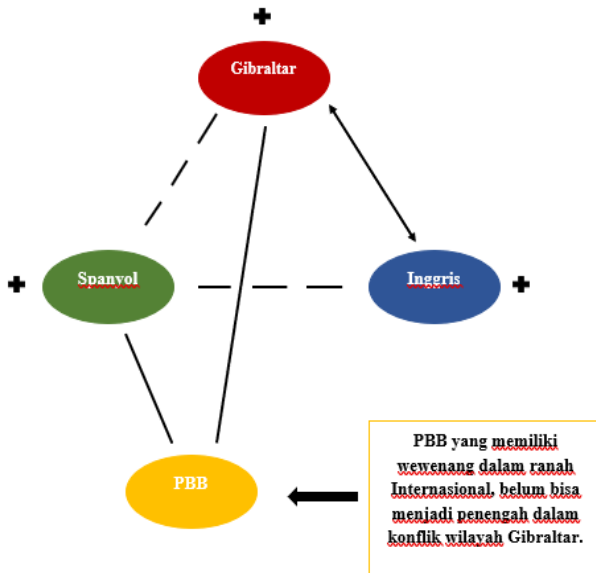 Gibraltar
Spanyol
Inggris
PBB
PBB yang memiliki
wewenang dalam ranah
Internasional, belum bisa
menjadi penengah dalam
konflik wilayah Gibraltar.